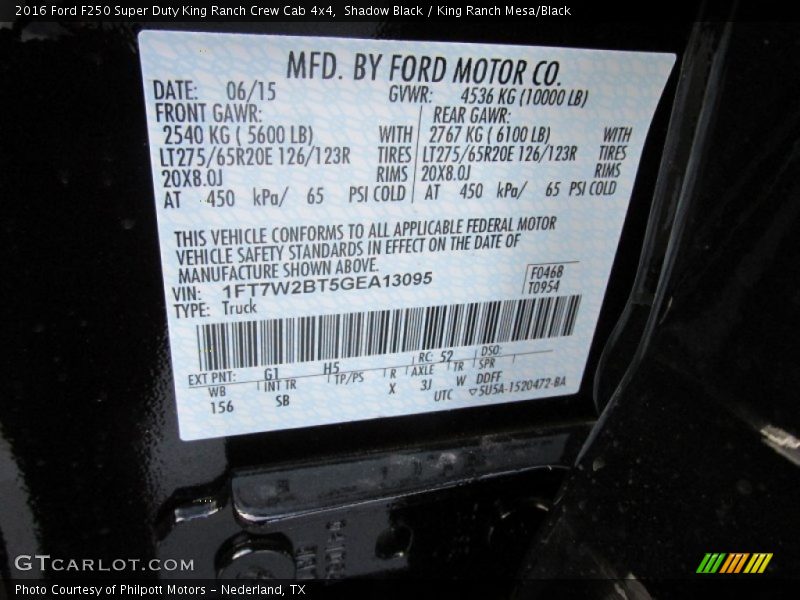 2016 Ford F250 Super Duty King Ranch Crew Cab 4x4, Shadow Black / King Ranch Mesa/Black
MFD. BY FORD MOTOR CO.
DATE: 06/15 GVWR: 4536 KG (10000 LB)
FRONT GAWR: REAR GAWR:
2540 KG ( 5600 LB) WITH 2767 KG ( 6100 LB) WITH
LT275/65R20E 126/123R TIRES LT275/65R20E 126/123R TIRES
20X8.0J RIMS 20X8.0J RIMS
AT 450 kPa/ 65 PSI COLD AT 450 kPa/ 65 PSI COLD
THIS VEHICLE CONFORMS TO ALL APPLICABLE FEDERAL MOTOR
VEHICLE SAFETY STANDARDS IN EFFECT ON THE DATE OF
MANUFACTURE SHOWN ABOVE.
VIN: 1FT7W2BT5GEA13095 F0468
TYPE: Truck T0954
EXT PNT: G1 H5 RC: 52 DSO:
WB INT TR TP/PS R AXLE TR SPR
156 SB X 3J W DDFF
UTC ▽5U5A-1520472-BA
GTCARLOT.COM
Photo Courtesy of Philpott Motors - Nederland, TX